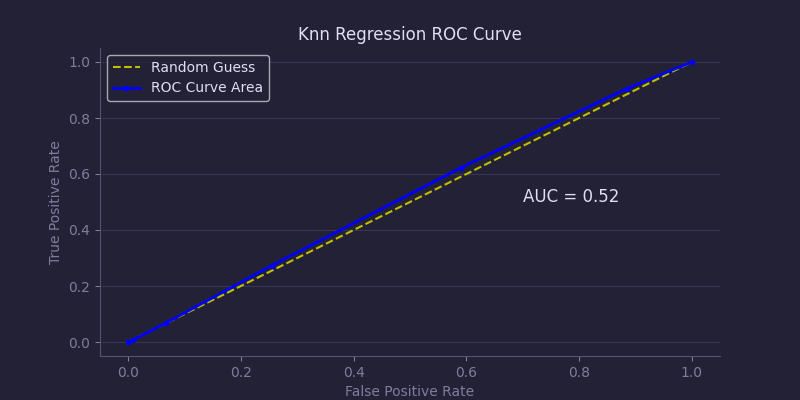 Knn Regression ROC Curve
Random Guess
ROC Curve Area
True Positive Rate
1.0
0.8
0.6
0.4
0.2
0.0
AUC = 0.52
0.0 0.2 0.4 0.6 0.8 1.0
False Positive Rate